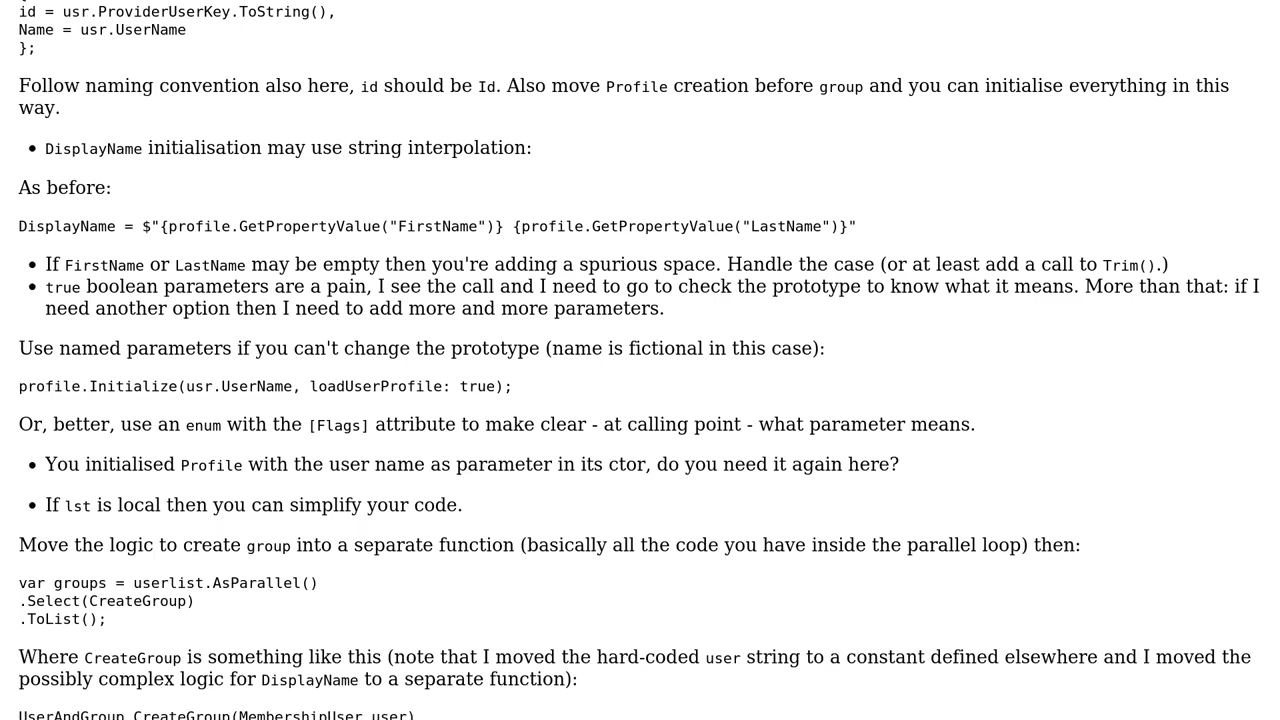 id = usr.ProviderUserKey.ToString(),
Name = usr.UserName
};
Follow naming convention also here, id should be Id. Also move Profile creation before group and you can initialise everything in this
way.
• DisplayName initialisation may use string interpolation:
As before:
DisplayName = $"{profile.GetPropertyValue("FirstName")} {profile.GetPropertyValue("LastName")}"
• If FirstName or LastName may be empty then you're adding a spurious space. Handle the case (or at least add a call to Trim().)
• true boolean parameters are a pain, I see the call and I need to go to check the prototype to know what it means. More than that: if I
need another option then I need to add more and more parameters.
Use named parameters if you can't change the prototype (name is fictional in this case):
profile.Initialize(usr.UserName, loadUserProfile: true);
Or, better, use an enum with the [Flags] attribute to make clear - at calling point - what parameter means.
• You initialised Profile with the user name as parameter in its ctor, do you need it again here?
• If lst is local then you can simplify your code.
Move the logic to create group into a separate function (basically all the code you have inside the parallel loop) then:
var groups = userlist.AsParallel()
.Select(CreateGroup)
.ToList();
Where CreateGroup is something like this (note that I moved the hard-coded user string to a constant defined elsewhere and I moved the
possibly complex logic for DisplayName to a separate function):
UserAndGroup CreateGroup(MembershipUser user)